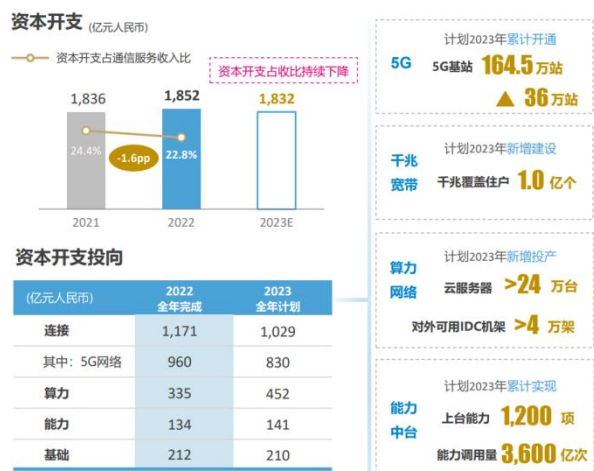 资本开支 (亿元人民币)
资本开支占通信服务收入比
资本开支占收比持续下降
1,836
1,852
1,832
24.4%
-1.6pp
22.8%
2021
2022
2023E
资本开支投向
(亿元人民币) 2022 全年完成 2023 全年计划
连接 1,171 1,029
其中：5G网络 960 830
算力 335 452
能力 134 141
基础 212 210
5G
计划2023年累计开通
5G基站 164.5 万站
▲ 36 万站
千兆宽带
计划2023年新增建设
千兆覆盖住户 1.0 亿个
算力网络
计划2023年新增投产
云服务器 >24 万台
对外可用IDC机架 >4 万架
能力中台
计划2023年累计实现
上台能力 1,200 项
能力调用量 3,600 亿次